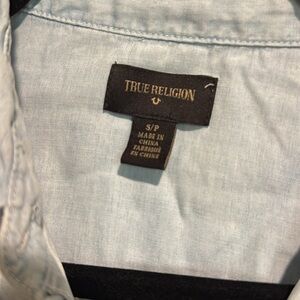 TRUE RELIGION
S/P
MADE IN
CHINA
FABRIQUÉ
EN CHINE